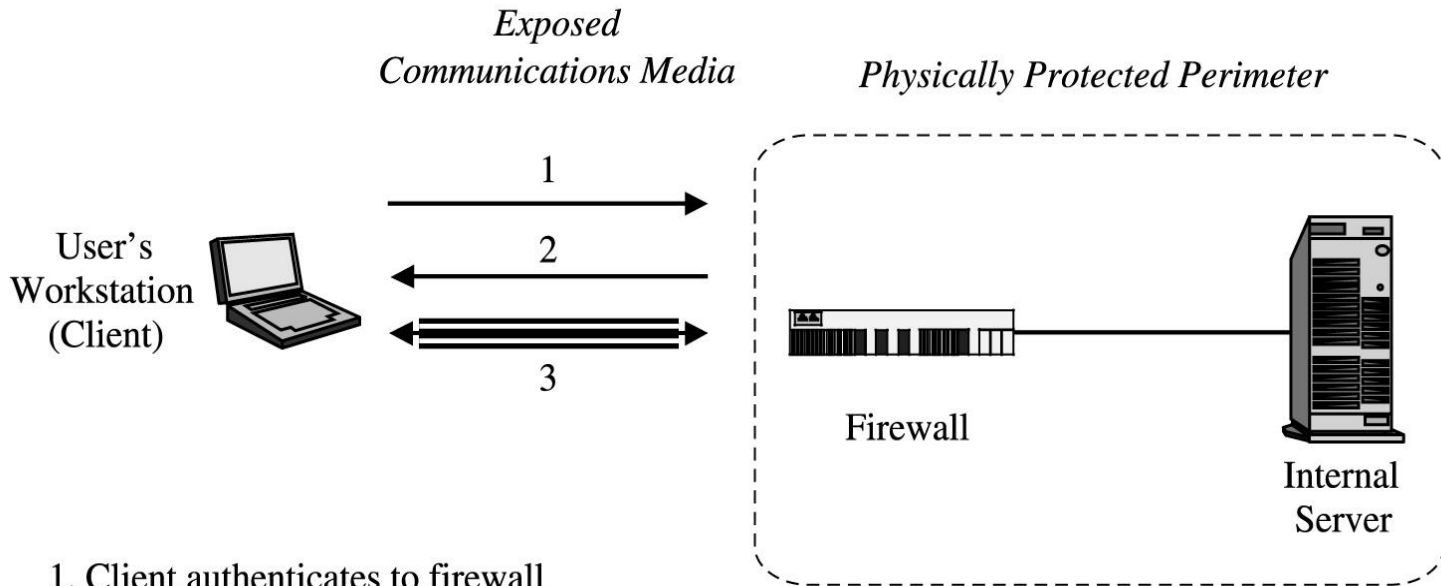 Exposed
Communications Media
Physically Protected Perimeter
1
2
3
User’s
Workstation
(Client)
Firewall
Internal
Server
1. Client authenticates to firewall